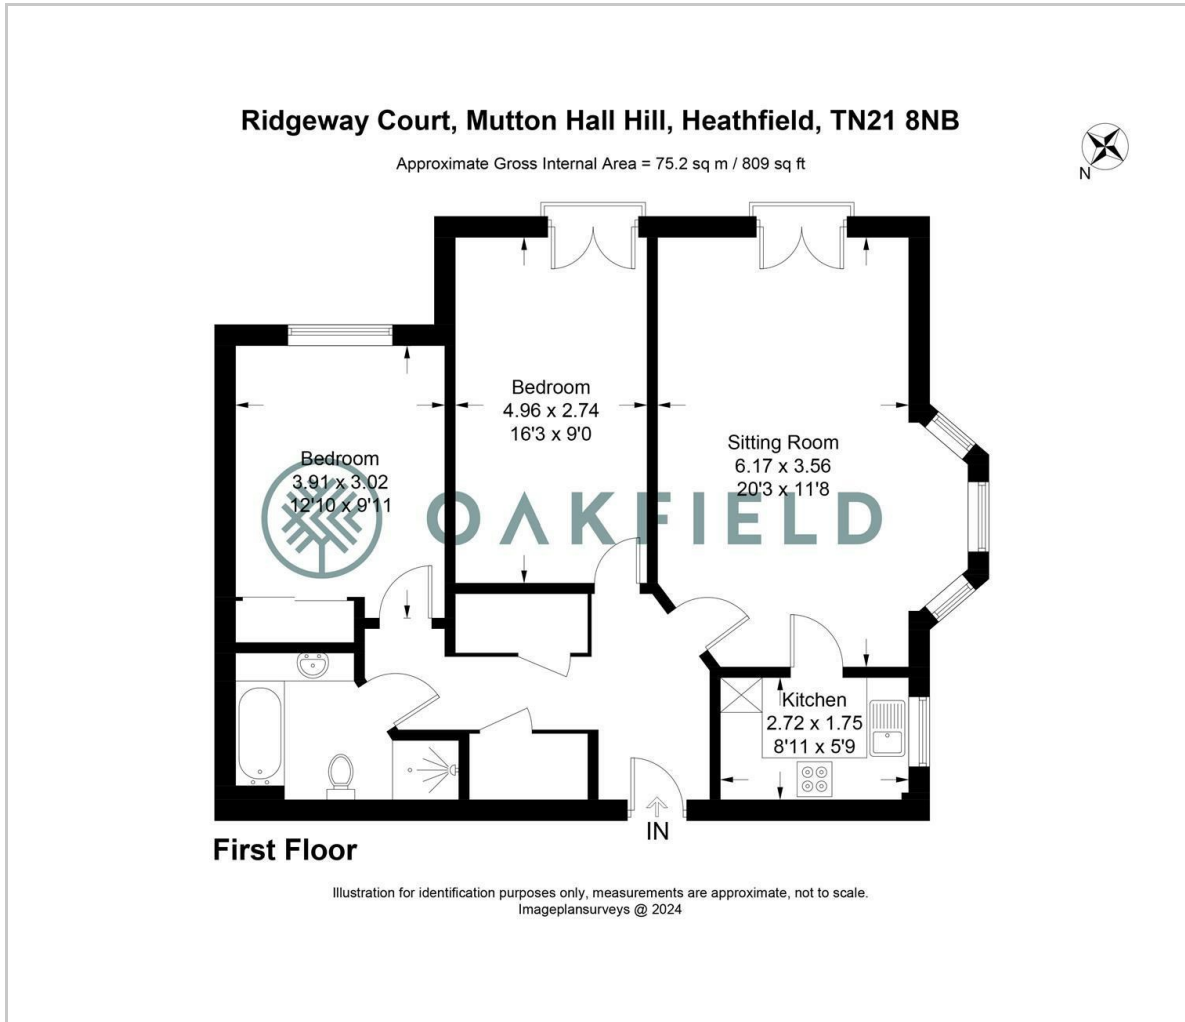 Ridgeway Court, Mutton Hall Hill, Heathfield, TN21 8NB
Approximate Gross Internal Area = 75.2 sq m / 809 sq ft
N
Bedroom
4.96 x 2.74
16'3 x 9'0
Sitting Room
6.17 x 3.56
20'3 x 11'8
Bedroom
3.91 x 3.02
12'10 x 9'11
OAKFIELD
Kitchen
2.72 x 1.75
8'11 x 5'9
IN
First Floor
Illustration for identification purposes only, measurements are approximate, not to scale.
Imageplansurveys @ 2024